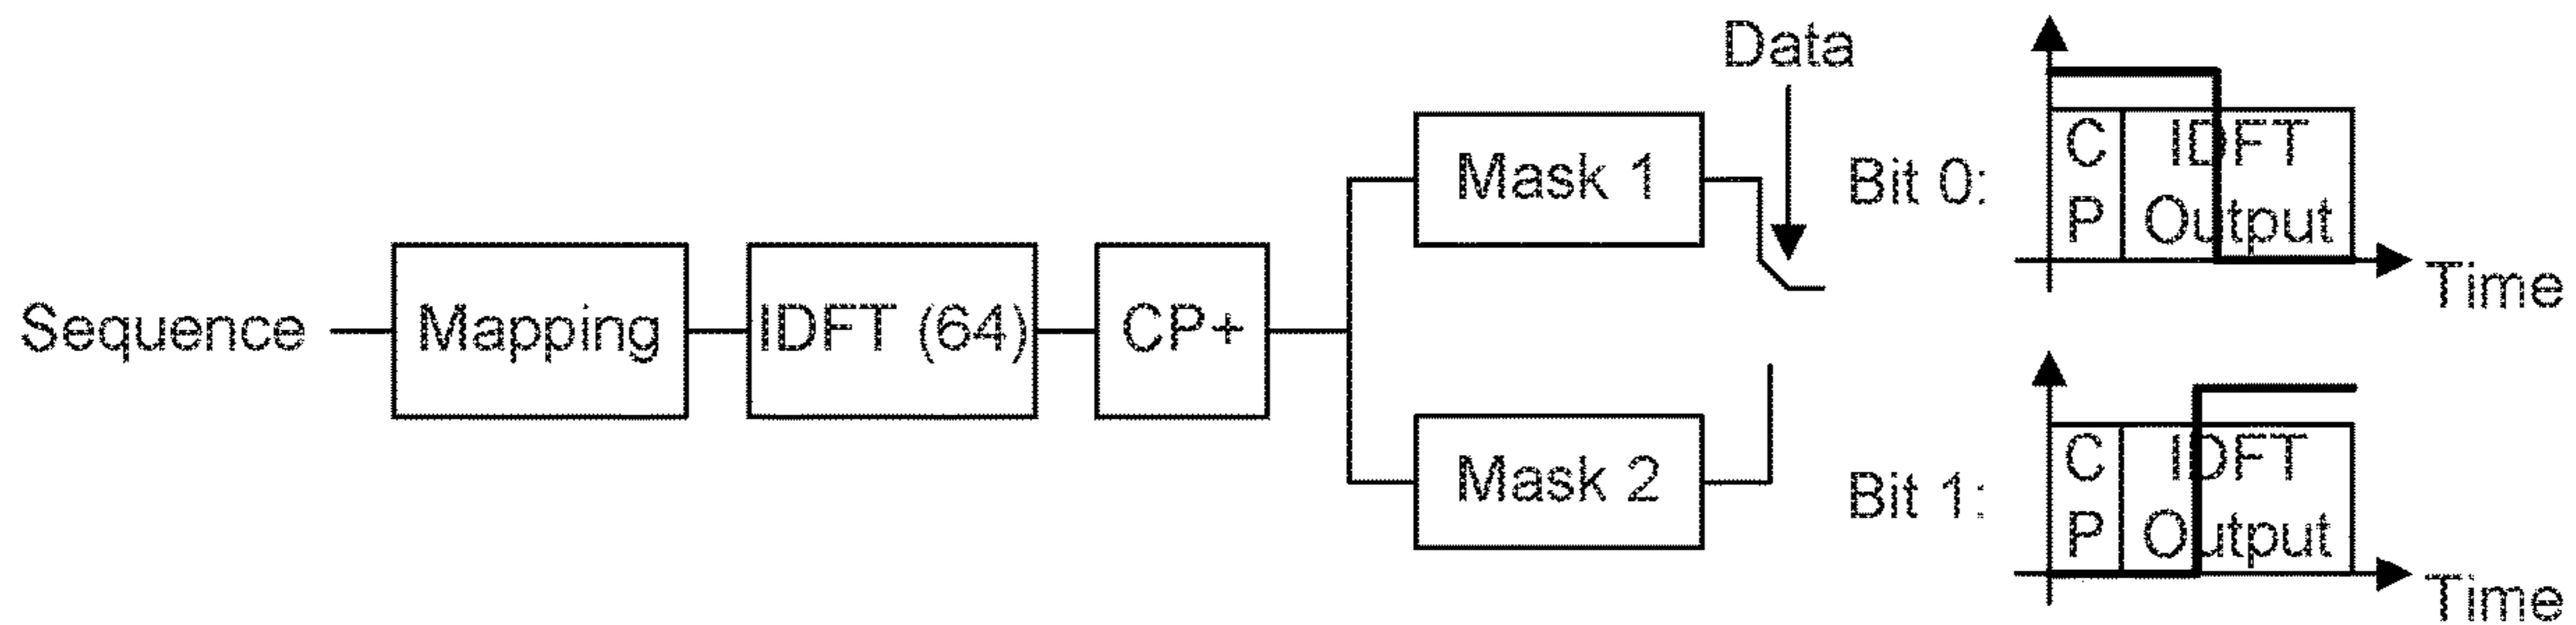 Sequence
Mapping
IDFT (64)
CP+
Mask 1
Mask 2
Data
Bit 0:
C
P
IDFT
Output
Time
Bit 1:
C
P
IDFT
Output
Time